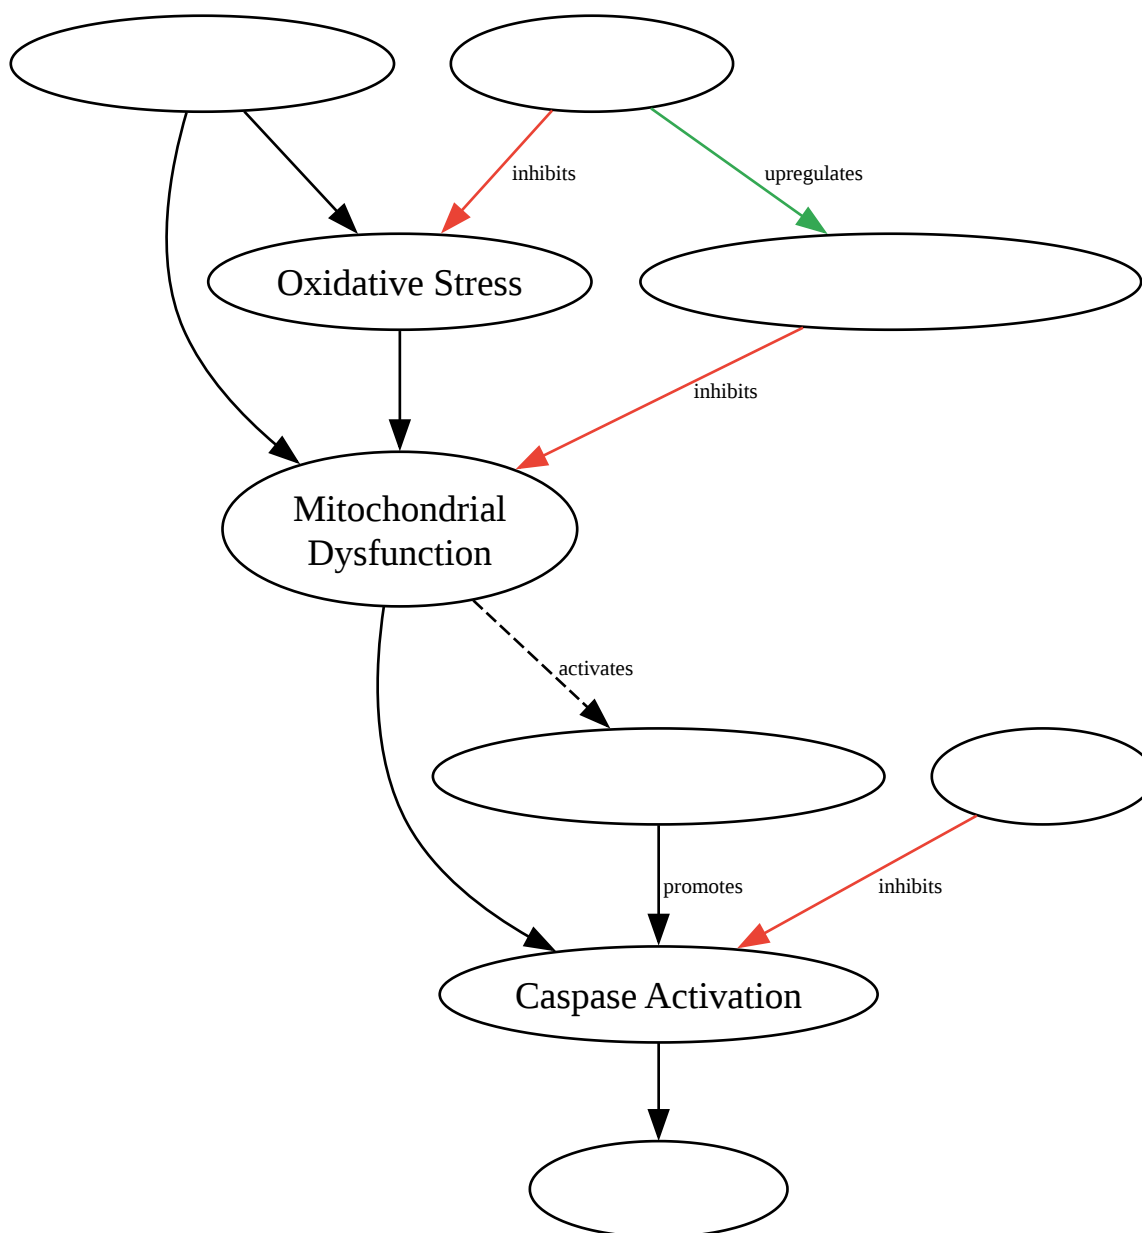 inhibits
upregulates
Oxidative Stress
inhibits
Mitochondrial
Dysfunction
activates
promotes
inhibits
Caspase Activation